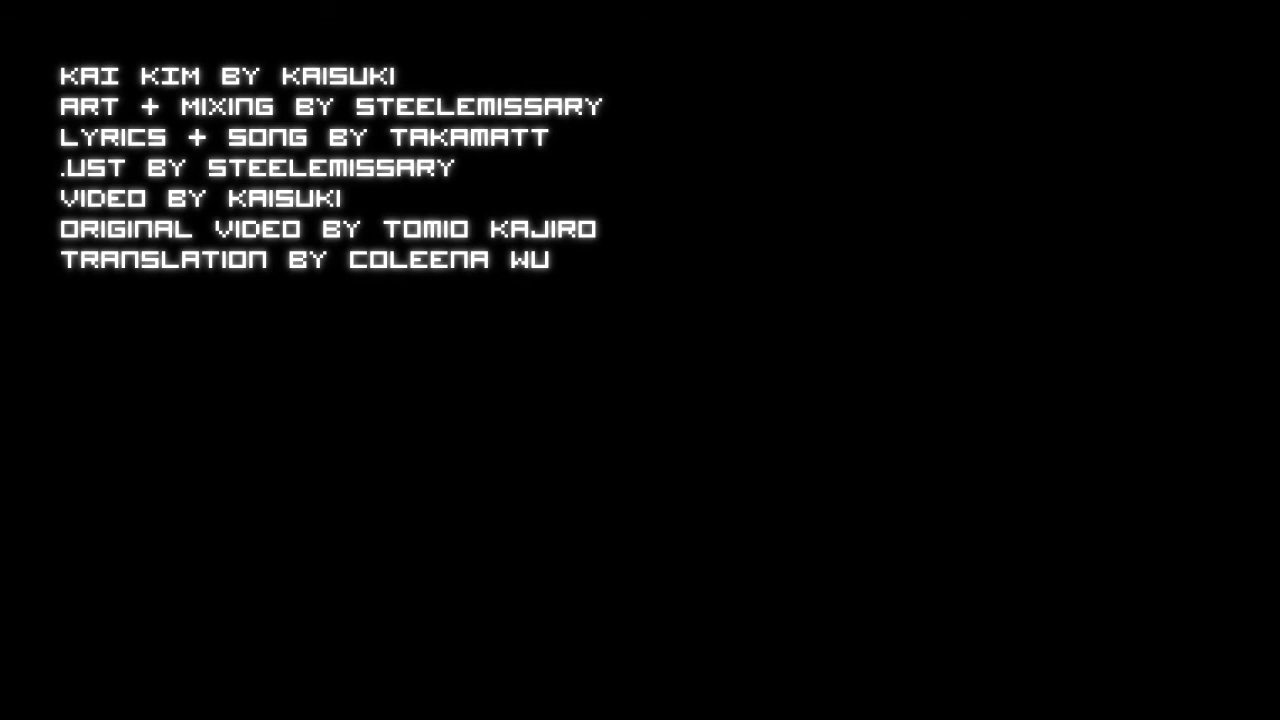 KAI KIM BY KAISUKI
ART + MIXING BY STEELEMISSARY
LYRICS + SONG BY TAKAMATT
.UST BY STEELEMISSARY
VIDEO BY KAISUKI
ORIGINAL VIDEO BY TOMIO KAJIRO
TRANSLATION BY COLEENA WU